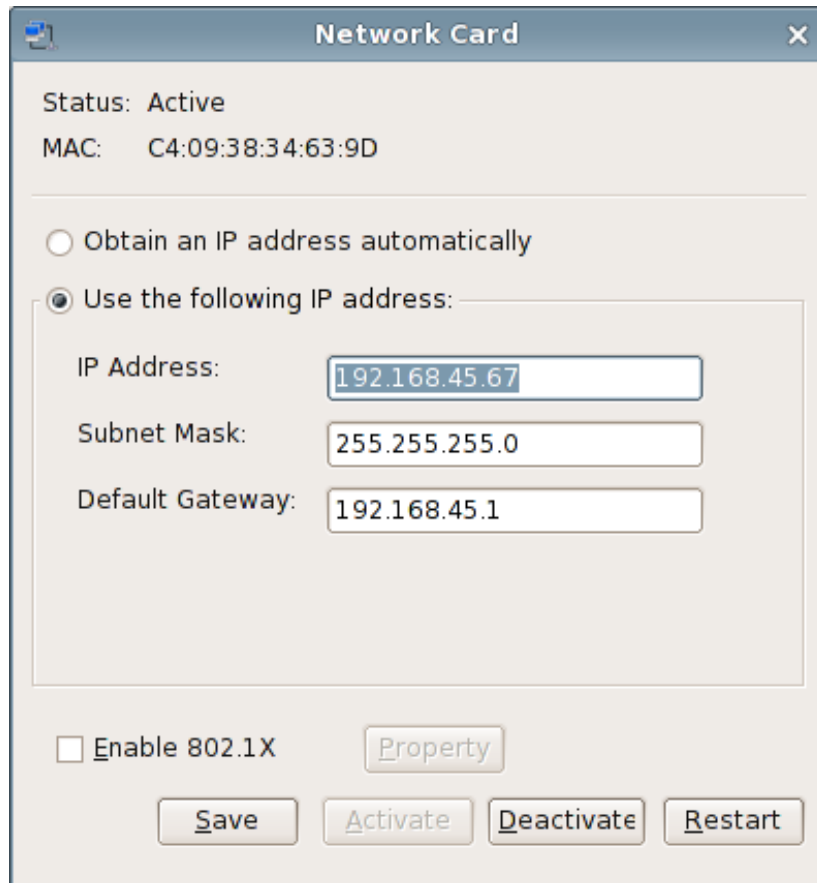 Network Card
Status: Active
MAC: C4:09:38:34:63:9D
Obtain an IP address automatically
Use the following IP address:
IP Address: 192.168.45.67
Subnet Mask: 255.255.255.0
Default Gateway: 192.168.45.1
Enable 802.1X Property
Save Activate Deactivate Restart